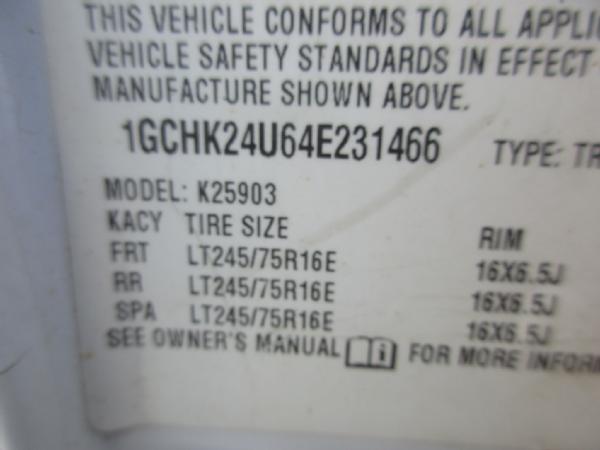 THIS VEHICLE CONFORMS TO ALL APPLIC
VEHICLE SAFETY STANDARDS IN EFFECT
MANUFACTURE SHOWN ABOVE.
1GCHK24U64E231466 TYPE: TR
MODEL: K25903
KACY TIRE SIZE RIM
FRT LT245/75R16E 16X6.5J
RR LT245/75R16E 16X6.5J
SPA LT245/75R16E 16X6.5J
SEE OWNER'S MANUAL FOR MORE INFORM